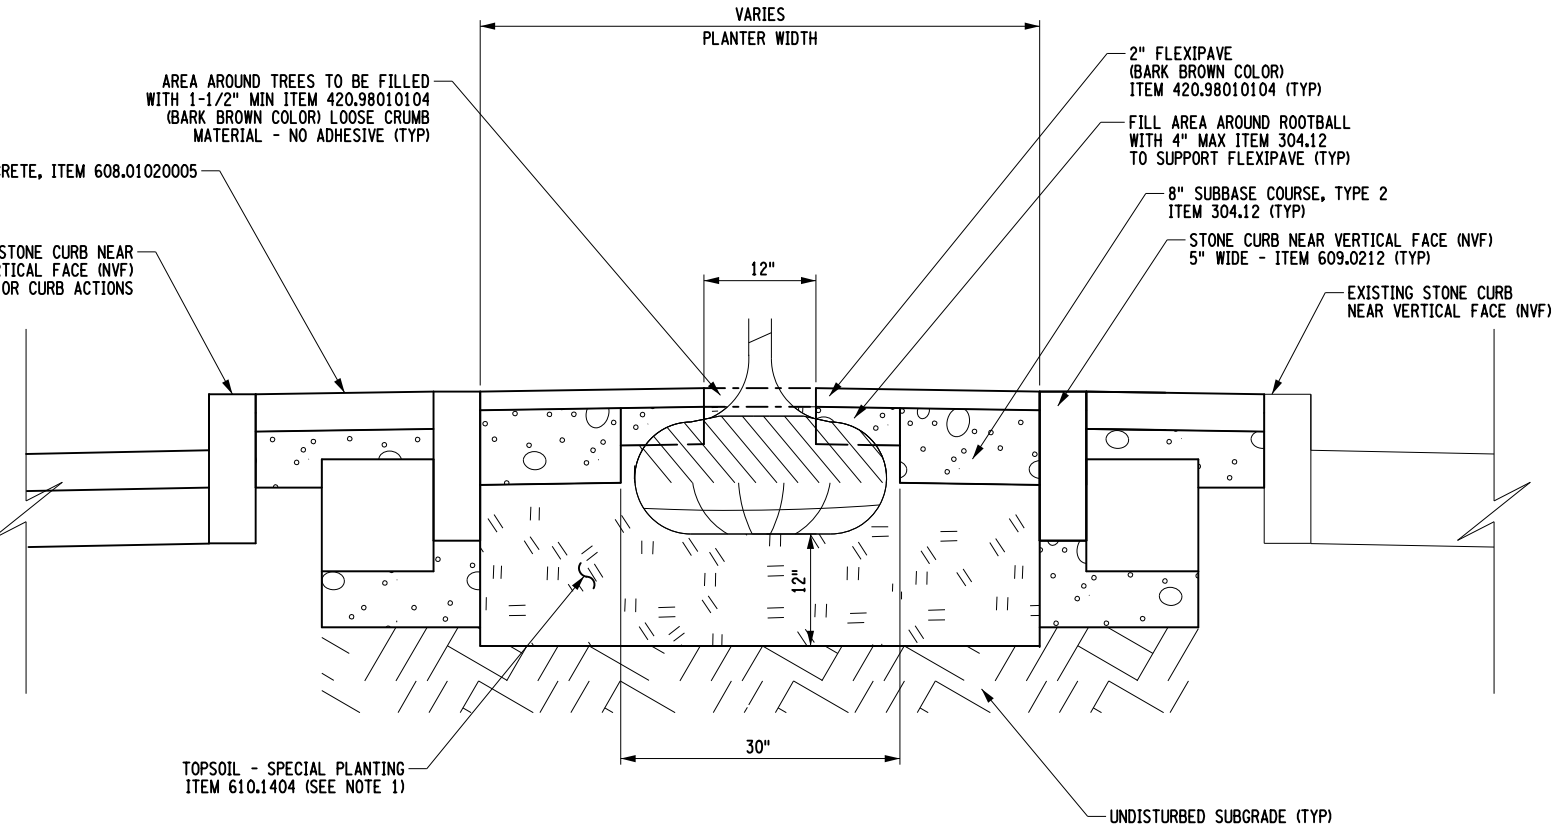 VARIES
PLANTER WIDTH
AREA AROUND TREES TO BE FILLED
WITH 1-1/2" MIN ITEM 420.98010104
(BARK BROWN COLOR) LOOSE CRUMB
MATERIAL - NO ADHESIVE (TYP)
CRETE, ITEM 608.01020005
STONE CURB NEAR
RTICAL FACE (NVF)
OR CURB ACTIONS
2" FLEXIPAVE
(BARK BROWN COLOR)
ITEM 420.98010104 (TYP)
FILL AREA AROUND ROOTBALL
WITH 4" MAX ITEM 304.12
TO SUPPORT FLEXIPAVE (TYP)
8" SUBBASE COURSE, TYPE 2
ITEM 304.12 (TYP)
STONE CURB NEAR VERTICAL FACE (NVF)
5" WIDE - ITEM 609.0212 (TYP)
EXISTING STONE CURB
NEAR VERTICAL FACE (NVF)
12"
12"
30"
TOPSOIL - SPECIAL PLANTING
ITEM 610.1404 (SEE NOTE 1)
UNDISTURBED SUBGRADE (TYP)